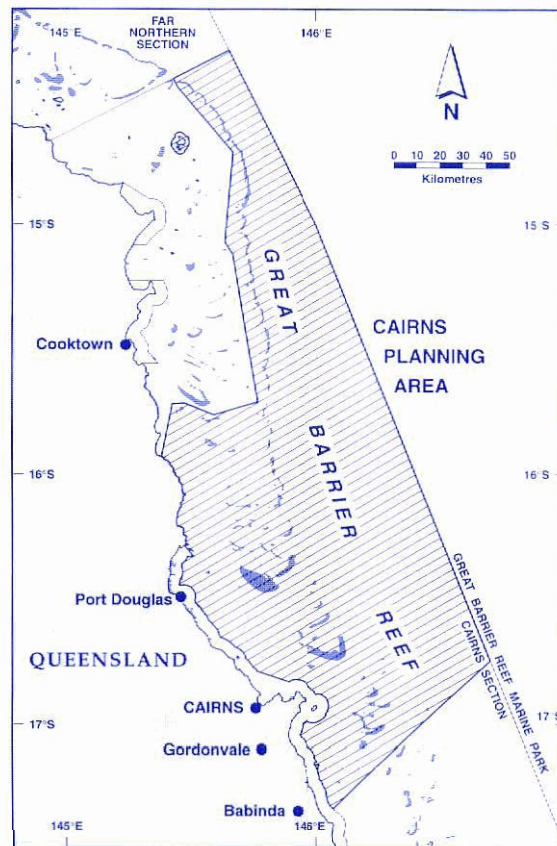 145°E
FAR
NORTHERN
SECTION
146°E
N
0 10 20 30 40 50
Kilometres
15°S
15°S
GREAT
Cooktown
CAIRNS
PLANNING
AREA
BARRIER
16°S
16°S
Port Douglas
REEF
GREAT BARRIER REEF MARINE PARK
CAIRNS SECTION
QUEENSLAND
CAIRNS
17°S
17°S
Gordonvale
Babinda
145°E
146°E